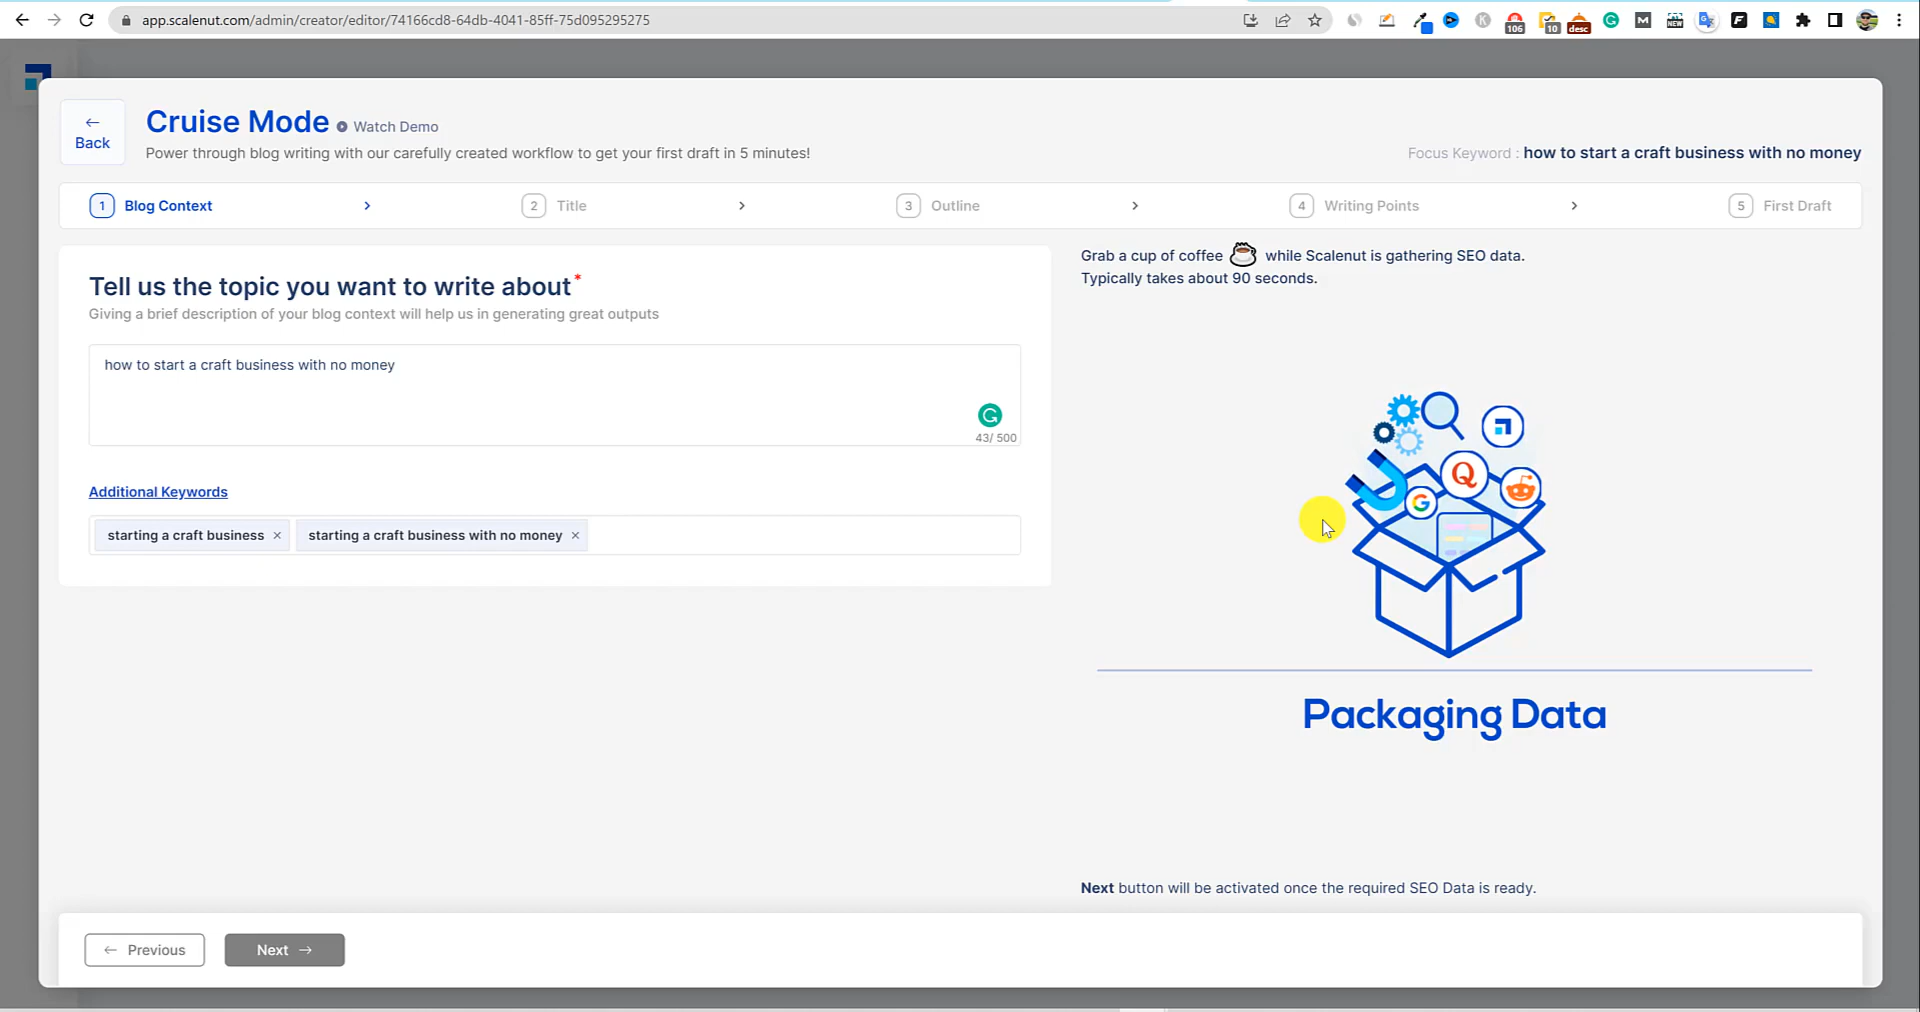 app.scalenut.com/admin/creator/editor/74166cd8-64db-4041-85ff-75d095295275
106
10
desc
NEW
Back
Cruise Mode
Watch Demo
Power through blog writing with our carefully created workflow to get your first draft in 5 minutes!
Focus Keyword : how to start a craft business with no money
1 Blog Context
2 Title
3 Outline
4 Writing Points
5 First Draft
Tell us the topic you want to write about*
Giving a brief description of your blog context will help us in generating great outputs
how to start a craft business with no money
43/ 500
Additional Keywords
starting a craft business ×
starting a craft business with no money ×
Grab a cup of coffee while Scalenut is gathering SEO data.
Typically takes about 90 seconds.
Packaging Data
Next button will be activated once the required SEO Data is ready.
← Previous
Next →